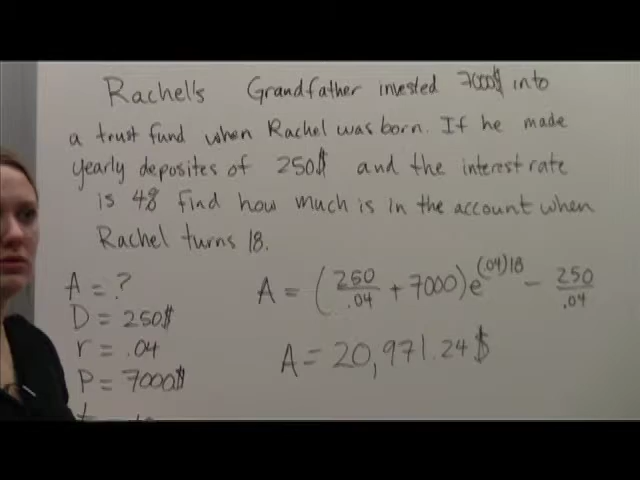 Rachel's Grandfather invested 7000$ into
a trust fund when Rachel was born. If he made
yearly deposites of 250$ and the interest rate
is 4% find how much is in the account when
Rachel turns 18.
A = ?
D = 250$
r = .04
P = 7000$
A = (250/.04 + 7000)e^(.04)18 - 250/.04
A = 20,971.24$